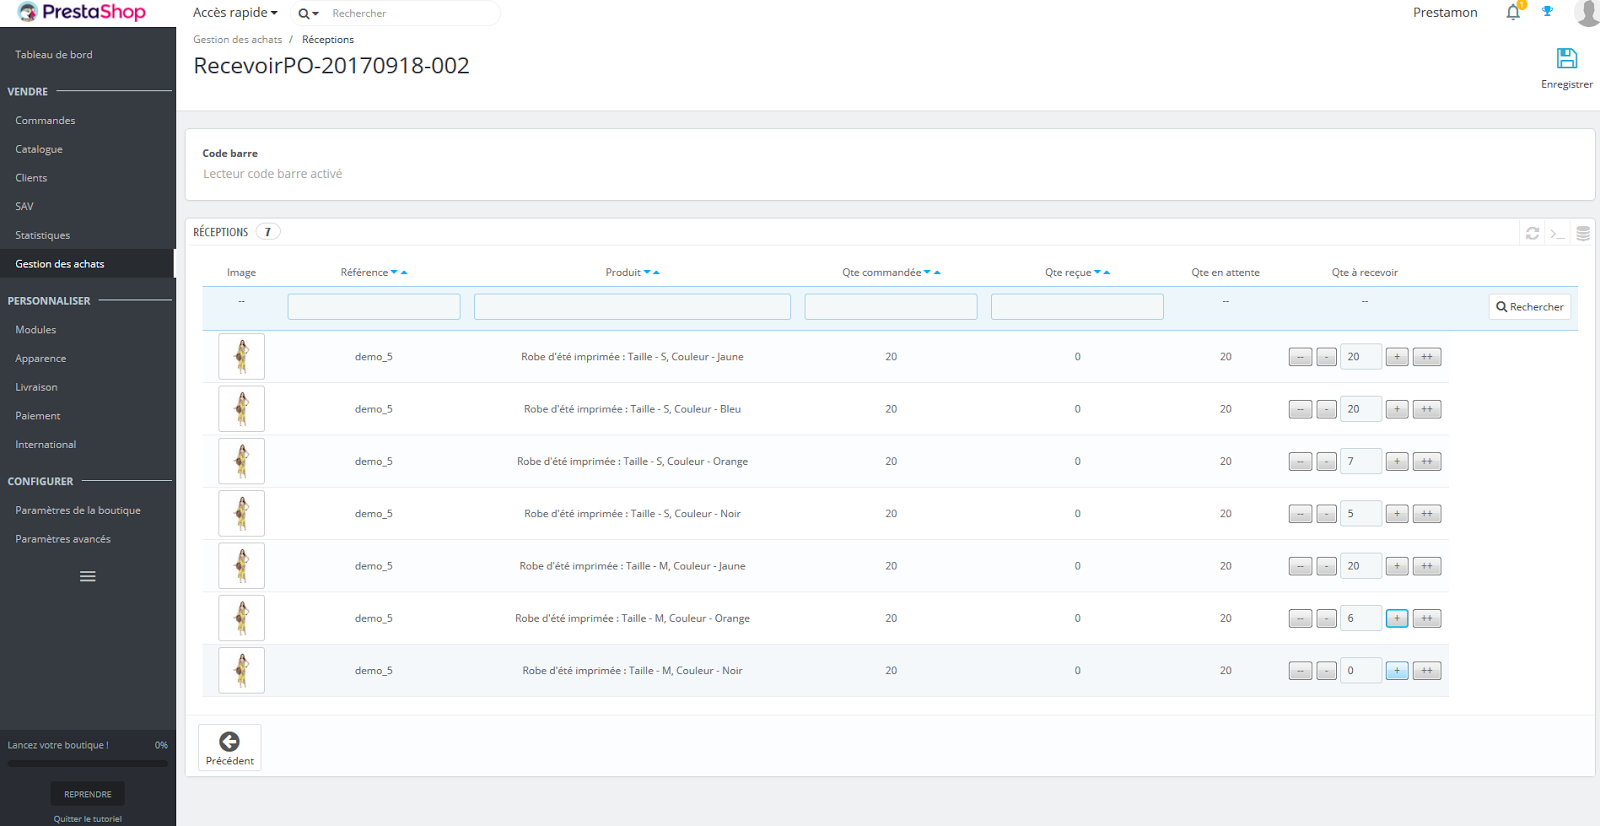 PrestaShop
Accès rapide
Rechercher
Prestamon
1
Gestion des achats / Réceptions
RecevoirPO-20170918-002
Enregistrer
Tableau de bord
VENDRE
Commandes
Catalogue
Clients
SAV
Statistiques
Gestion des achats
PERSONNALISER
Modules
Apparence
Livraison
Paiement
International
CONFIGURER
Paramètres de la boutique
Paramètres avancés
Lancez votre boutique ! 0%
REPRENDRE
Quitter le tutoriel
Code barre
Lecteur code barre activé
RÉCEPTIONS 7
Image Référence Produit Qte commandée Qte reçue Qte en attente Qte à recevoir
-- -- -- Rechercher
demo_5 Robe d'été imprimée : Taille - S, Couleur - Jaune 20 0 20 -- - 20 + ++
demo_5 Robe d'été imprimée : Taille - S, Couleur - Bleu 20 0 20 -- - 20 + ++
demo_5 Robe d'été imprimée : Taille - S, Couleur - Orange 20 0 20 -- - 7 + ++
demo_5 Robe d'été imprimée : Taille - S, Couleur - Noir 20 0 20 -- - 5 + ++
demo_5 Robe d'été imprimée : Taille - M, Couleur - Jaune 20 0 20 -- - 20 + ++
demo_5 Robe d'été imprimée : Taille - M, Couleur - Orange 20 0 20 -- - 6 + ++
demo_5 Robe d'été imprimée : Taille - M, Couleur - Noir 20 0 20 -- - 0 + ++
Précédent